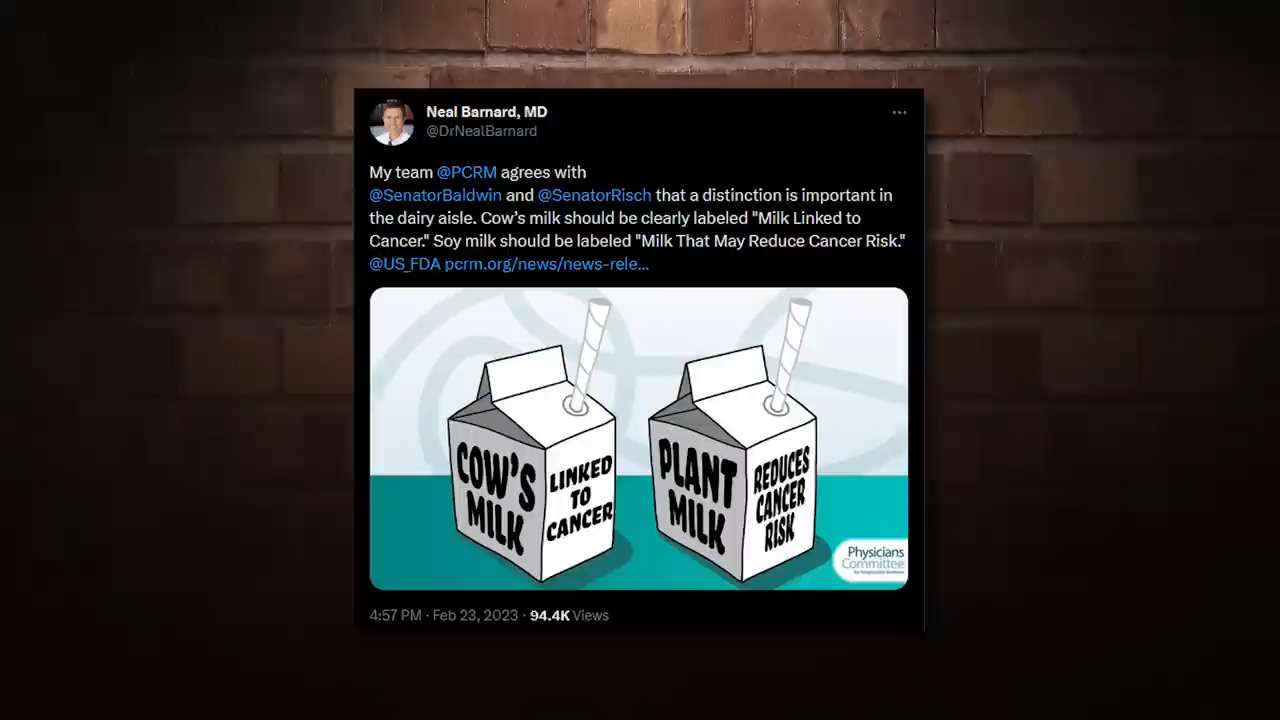 Neal Barnard, MD
@DrNealBarnard
My team @PCRM agrees with
@SenatorBaldwin and @SenatorRisch that a distinction is important in
the dairy aisle. Cow's milk should be clearly labeled "Milk Linked to
Cancer." Soy milk should be labeled "Milk That May Reduce Cancer Risk."
@US_FDA pcrm.org/news/news-rele...
COW'S
MILK
LINKED
TO
CANCER
PLANT
MILK
REDUCES
CANCER
RISK
Physicians
Committee
for Responsible Medicine
4:57 PM · Feb 23, 2023 · 94.4K Views